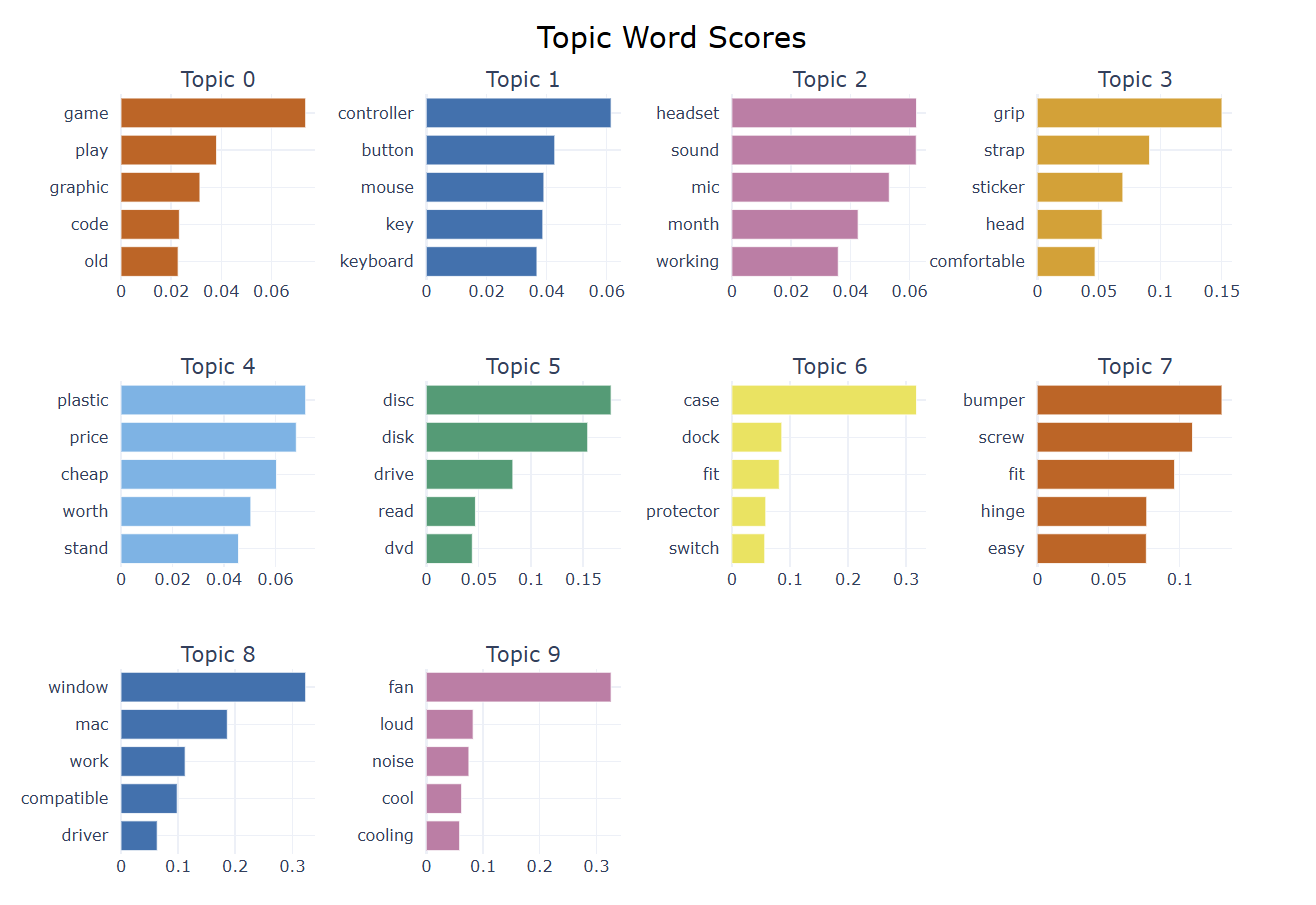 Topic Word Scores
Topic 0
game
play
graphic
code
old
0 0.02 0.04 0.06
Topic 1
controller
button
mouse
key
keyboard
0 0.02 0.04 0.06
Topic 2
headset
sound
mic
month
working
0 0.02 0.04 0.06
Topic 3
grip
strap
sticker
head
comfortable
0 0.05 0.1 0.15
Topic 4
plastic
price
cheap
worth
stand
0 0.02 0.04 0.06
Topic 5
disc
disk
drive
read
dvd
0 0.05 0.1 0.15
Topic 6
case
dock
fit
protector
switch
0 0.1 0.2 0.3
Topic 7
bumper
screw
fit
hinge
easy
0 0.05 0.1
Topic 8
window
mac
work
compatible
driver
0 0.1 0.2 0.3
Topic 9
fan
loud
noise
cool
cooling
0 0.1 0.2 0.3